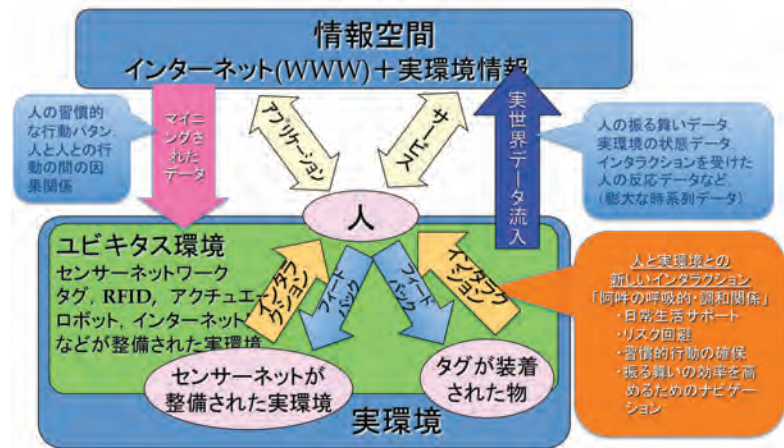 情報空間
インターネット(WWW)+実環境情報
人の習慣的
な行動パタン、
人と人との行
動の間の因
果関係
マイニ
ングされ
たデー
タ
アプリケーション
サービス
実世界データ流入
人の振る舞いデータ
実環境の状態データ
インタラクションを受けた
人の反応データなど、
(膨大な時系列データ)
人
ユビキタス環境
センサーネットワーク
タグ, RFID, アクチュエ
ロボット, インターネット
などが整備された実環境
インタラ
クション
フィード
バック
フィード
バック
インタラク
ション
人と実環境との
新しいインタラクション
「阿吽の呼吸的・調和関係」
・日常生活サポート
・リスク回避
・習慣的行動の確保
・振る舞いの効率を高
めるためのナビゲー
ション
センサーネットが
整備された実環境
タグが装着
された物
実環境